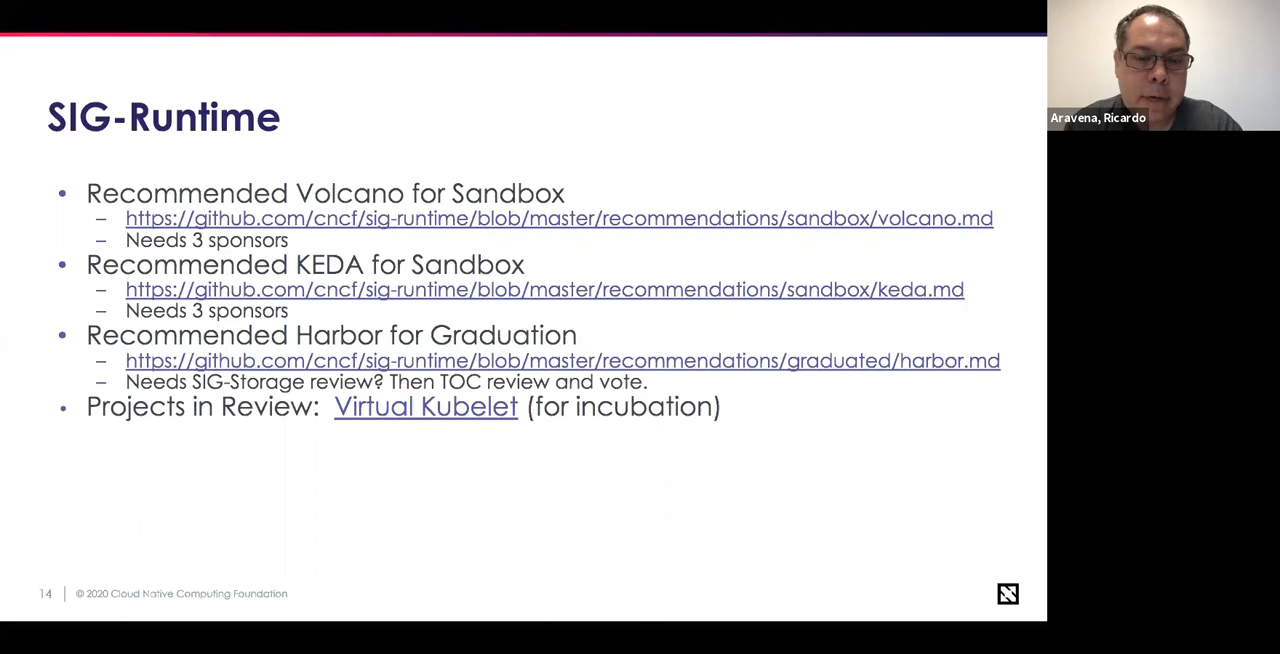 SIG-Runtime
• Recommended Volcano for Sandbox
– https://github.com/cncf/sig-runtime/blob/master/recommendations/sandbox/volcano.md
– Needs 3 sponsors
• Recommended KEDA for Sandbox
– https://github.com/cncf/sig-runtime/blob/master/recommendations/sandbox/keda.md
– Needs 3 sponsors
• Recommended Harbor for Graduation
– https://github.com/cncf/sig-runtime/blob/master/recommendations/graduated/harbor.md
– Needs SIG-Storage review? Then TOC review and vote.
• Projects in Review: Virtual Kubelet (for incubation)
14 | © 2020 Cloud Native Computing Foundation
Aravena, Ricardo